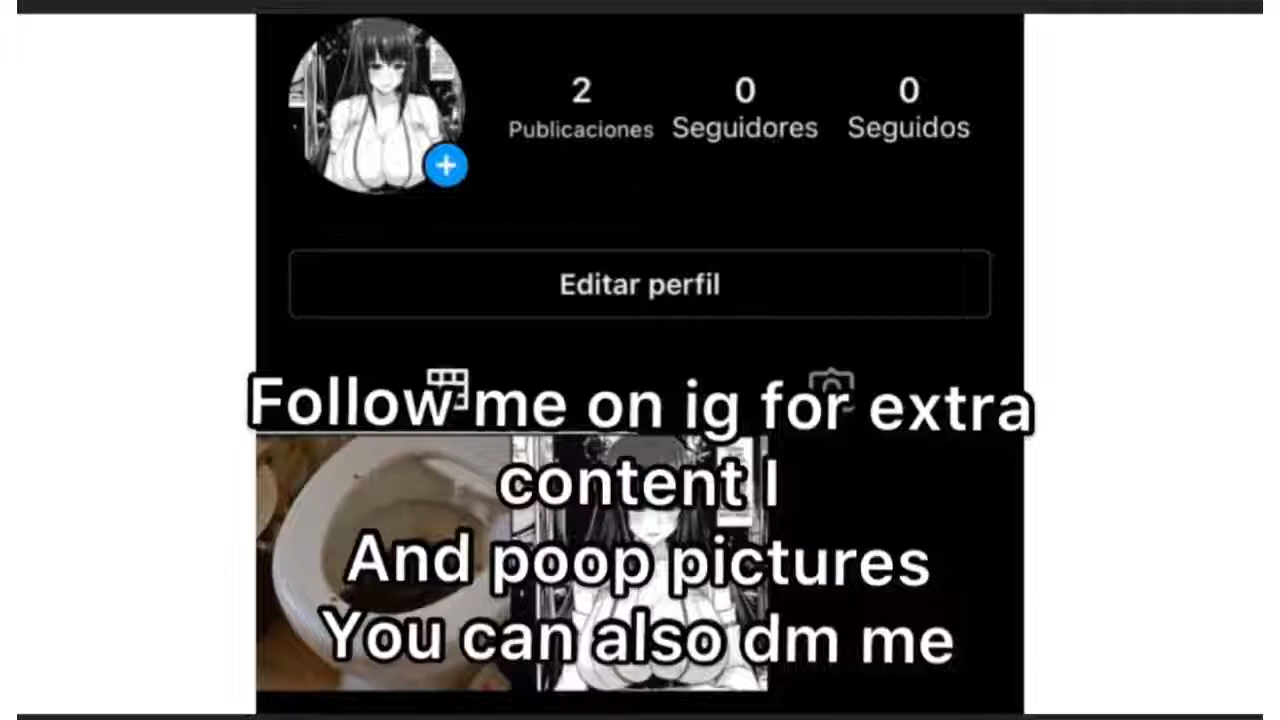 2 0 0
Publicaciones Seguidores Seguidos
Editar perfil
Follow me on ig for extra
content I
And poop pictures
You can also dm me